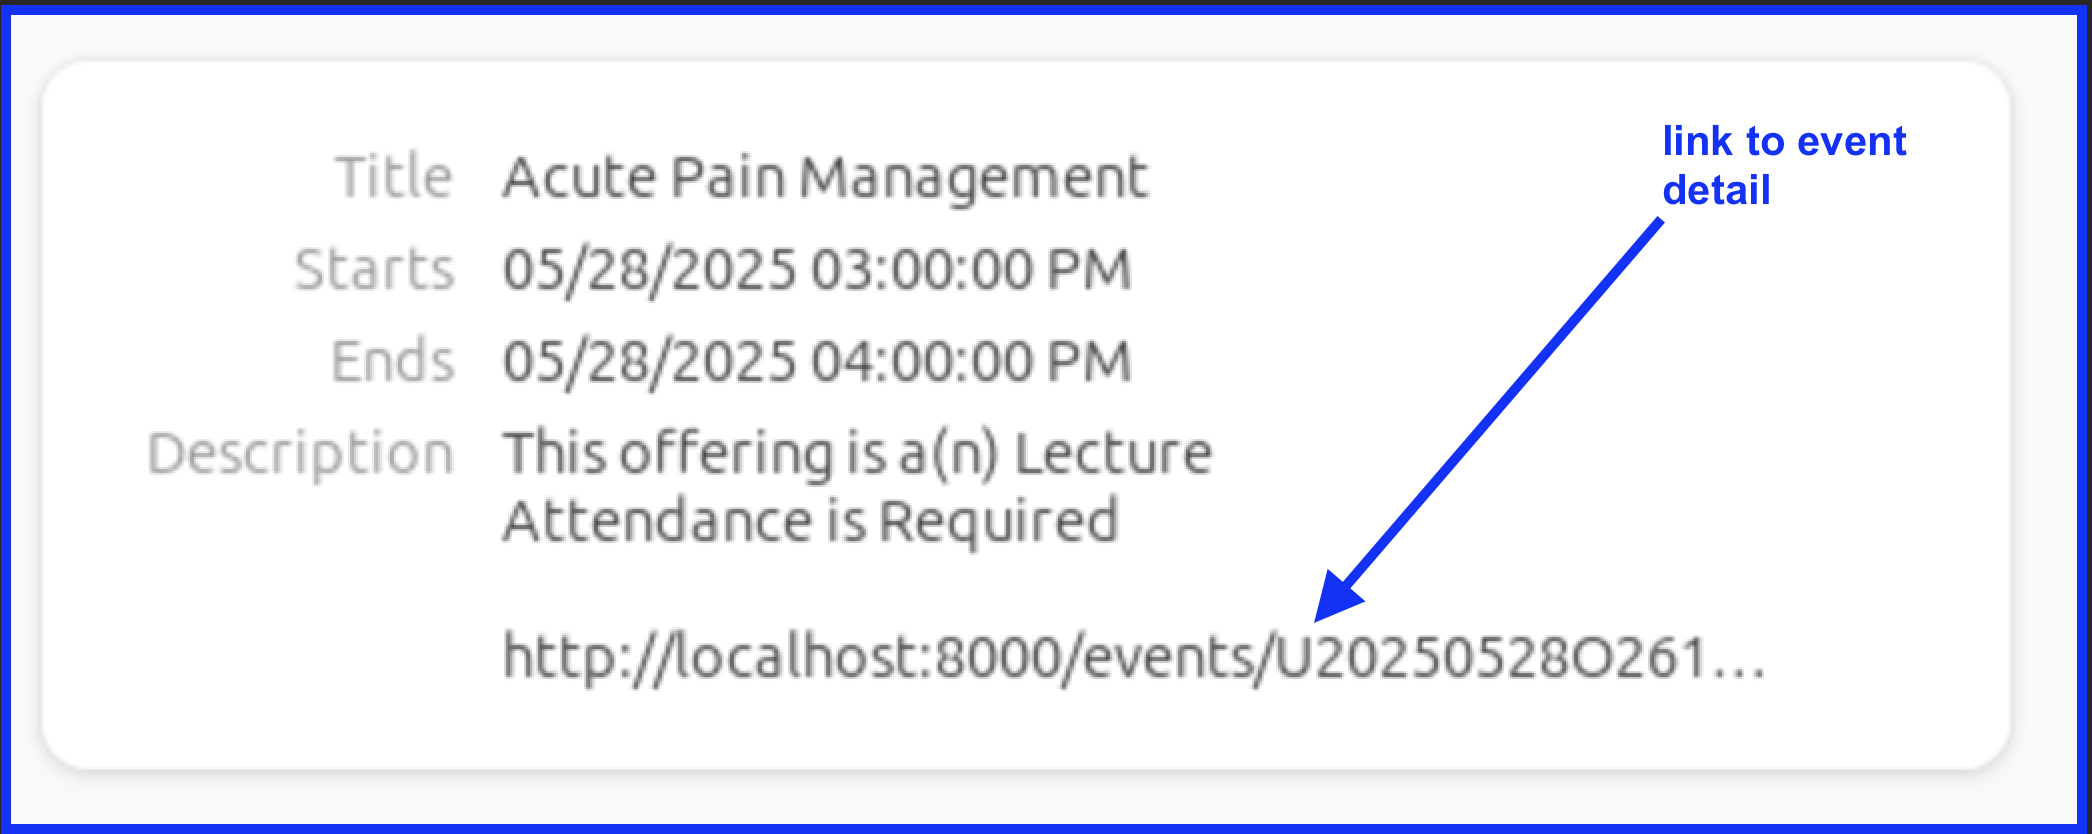 link to event
detail
Title Acute Pain Management
Starts 05/28/2025 03:00:00 PM
Ends 05/28/2025 04:00:00 PM
Description This offering is a(n) Lecture
Attendance is Required
http://localhost:8000/events/U20250528O261...